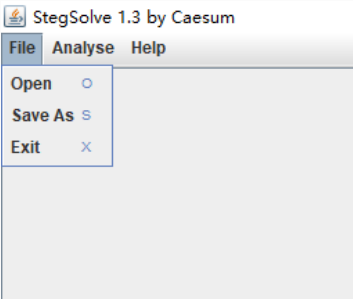 StegSolve 1.3 by Caesum
File Analyse Help
Open O
Save As S
Exit X